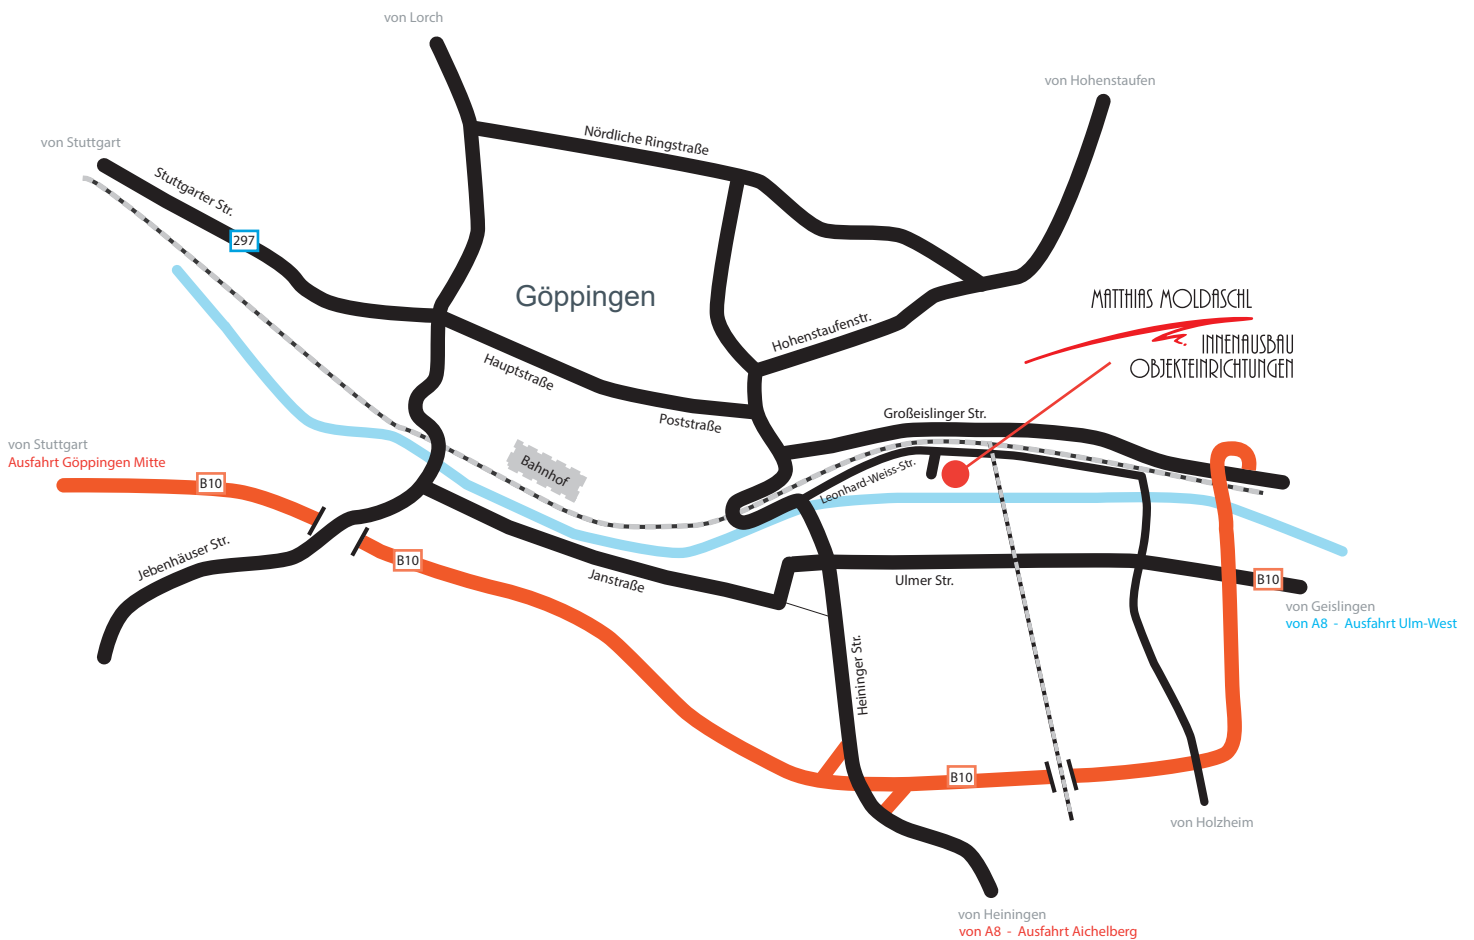 von Lorch
von Hohenstaufen
von Stuttgart
Nördliche Ringstraße
Stuttgarter Str.
297
Göppingen
MATTHIAS MOLDASCHL
INNENAUSBAU
OBJEKTEINRICHTUNGEN
Hohenstaufenstr.
Hauptstraße
Poststraße
Großeislinger Str.
von Stuttgart
Ausfahrt Göppingen Mitte
B10
Bahnhof
Leonhard-Weiss-Str.
Jebenhäuser Str.
B10
Janstraße
Ulmer Str.
B10
von Geislingen
von A8 - Ausfahrt Ulm-West
Heininger Str.
B10
von Holzheim
von Heiningen
von A8 - Ausfahrt Aichelberg